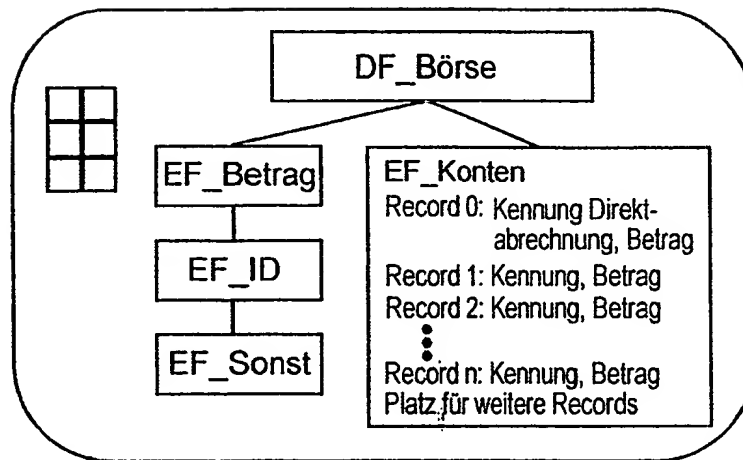 DF_Börse
EF_Betrag
EF_ID
EF_Sonst
EF_Konten
Record 0: Kennung Direkt-
abrechnung, Betrag
Record 1: Kennung, Betrag
Record 2: Kennung, Betrag
Record n: Kennung, Betrag
Platz für weitere Records